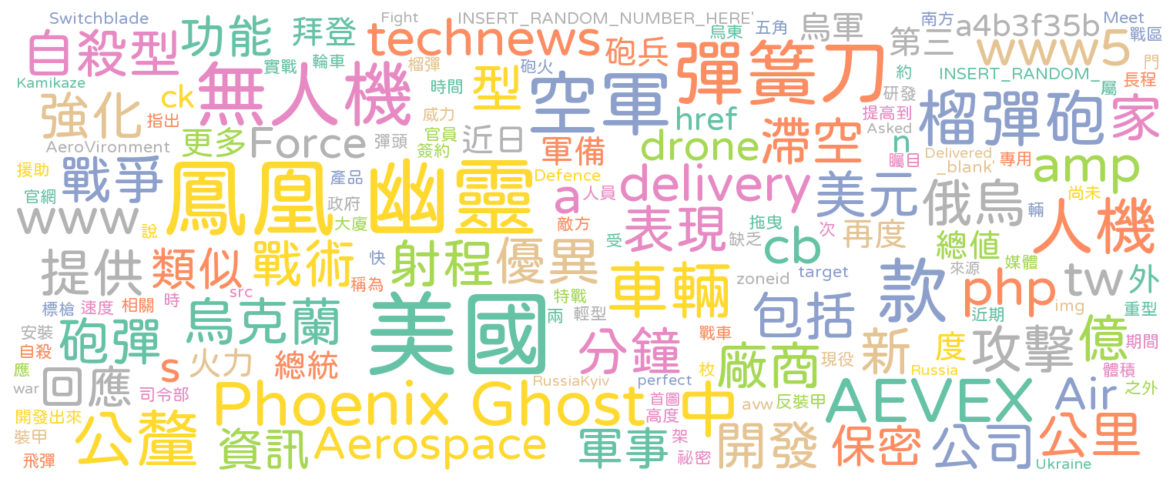 Switchblade
Fight
INSERT_RANDOM_NUMBER_HERE'
烏東
五角
烏軍
南方
Meet
戰區
自殺型
功能
拜登
technews
砲兵
彈簧刀
第三
a4b3f35b
www5
門
Kamikaze
實戰
輪車
榴彈
砲火
時間
無人機
型
空軍
約
研發
INSERT_RANDOM_
屬
長程
強化
指出
ck
威力
提高到
榴彈砲
家
AeroVironment
更多
Force
彈頭
官員
簽約
近日
軍備
href
drone
滯空
Asked
n
矚目
Delivered
_blank
專用
amp
援助
官網
戰爭
鳳凰
幽靈
產品
政府
大廈
Defence
a
人員
敵方
delivery
美元
俄烏
尚未
輛
人機
www
說
表現
受
缺乏
拖曳
cb
次
再度
總值
媒體
來源
tw
外
提供
類似
戰術
稱為
快
射程
優異
特戰
兩
輕型
車輛
zoneid
target
款
php
近期
img
重型
標槍
速度
相關
時
src
烏克蘭
美國
包括
安裝
自殺
砲彈
應
s
火力
總統
分鐘
戰車
廠商
現役
新
度
攻擊
億
期間
體積
之外
war
回應
司令部
RussiaKyiv
perfect
枚
Russia
開發出來
裝甲
飛彈
公釐
Phoenix Ghost
首圖
高度
中
avw
反裝甲
AEVEX
Air
資訊
Aerospace
軍事
架
祕密
開發
保密
公司
公里
Ukraine